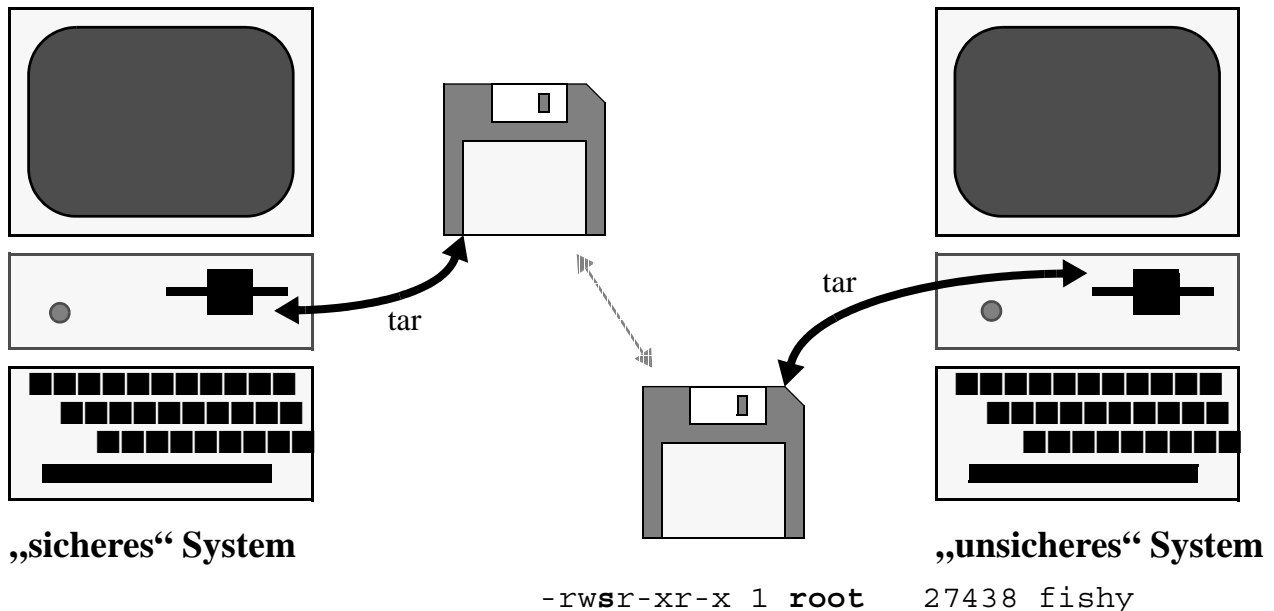 tar
tar
„sicheres“ System
„unsicheres“ System
-rwsr-xr-x 1 root 27438 fishy